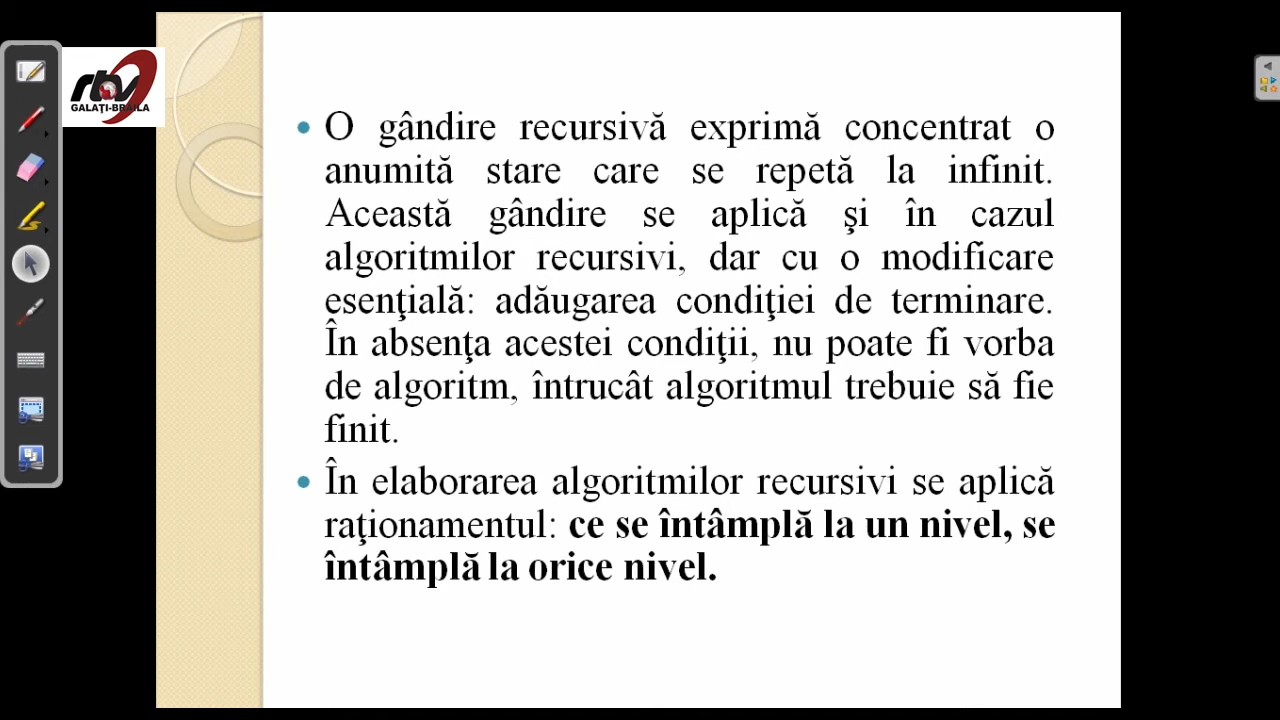 rtv
GALAŢI-BRĂILA
• O gândire recursivă exprimă concentrat o
anumită stare care se repetă la infinit.
Această gândire se aplică şi în cazul
algoritmilor recursivi, dar cu o modificare
esenţială: adăugarea condiţiei de terminare.
În absenţa acestei condiţii, nu poate fi vorba
de algoritm, întrucât algoritmul trebuie să fie
finit.
• În elaborarea algoritmilor recursivi se aplică
raţionamentul: ce se întâmplă la un nivel, se
întâmplă la orice nivel.